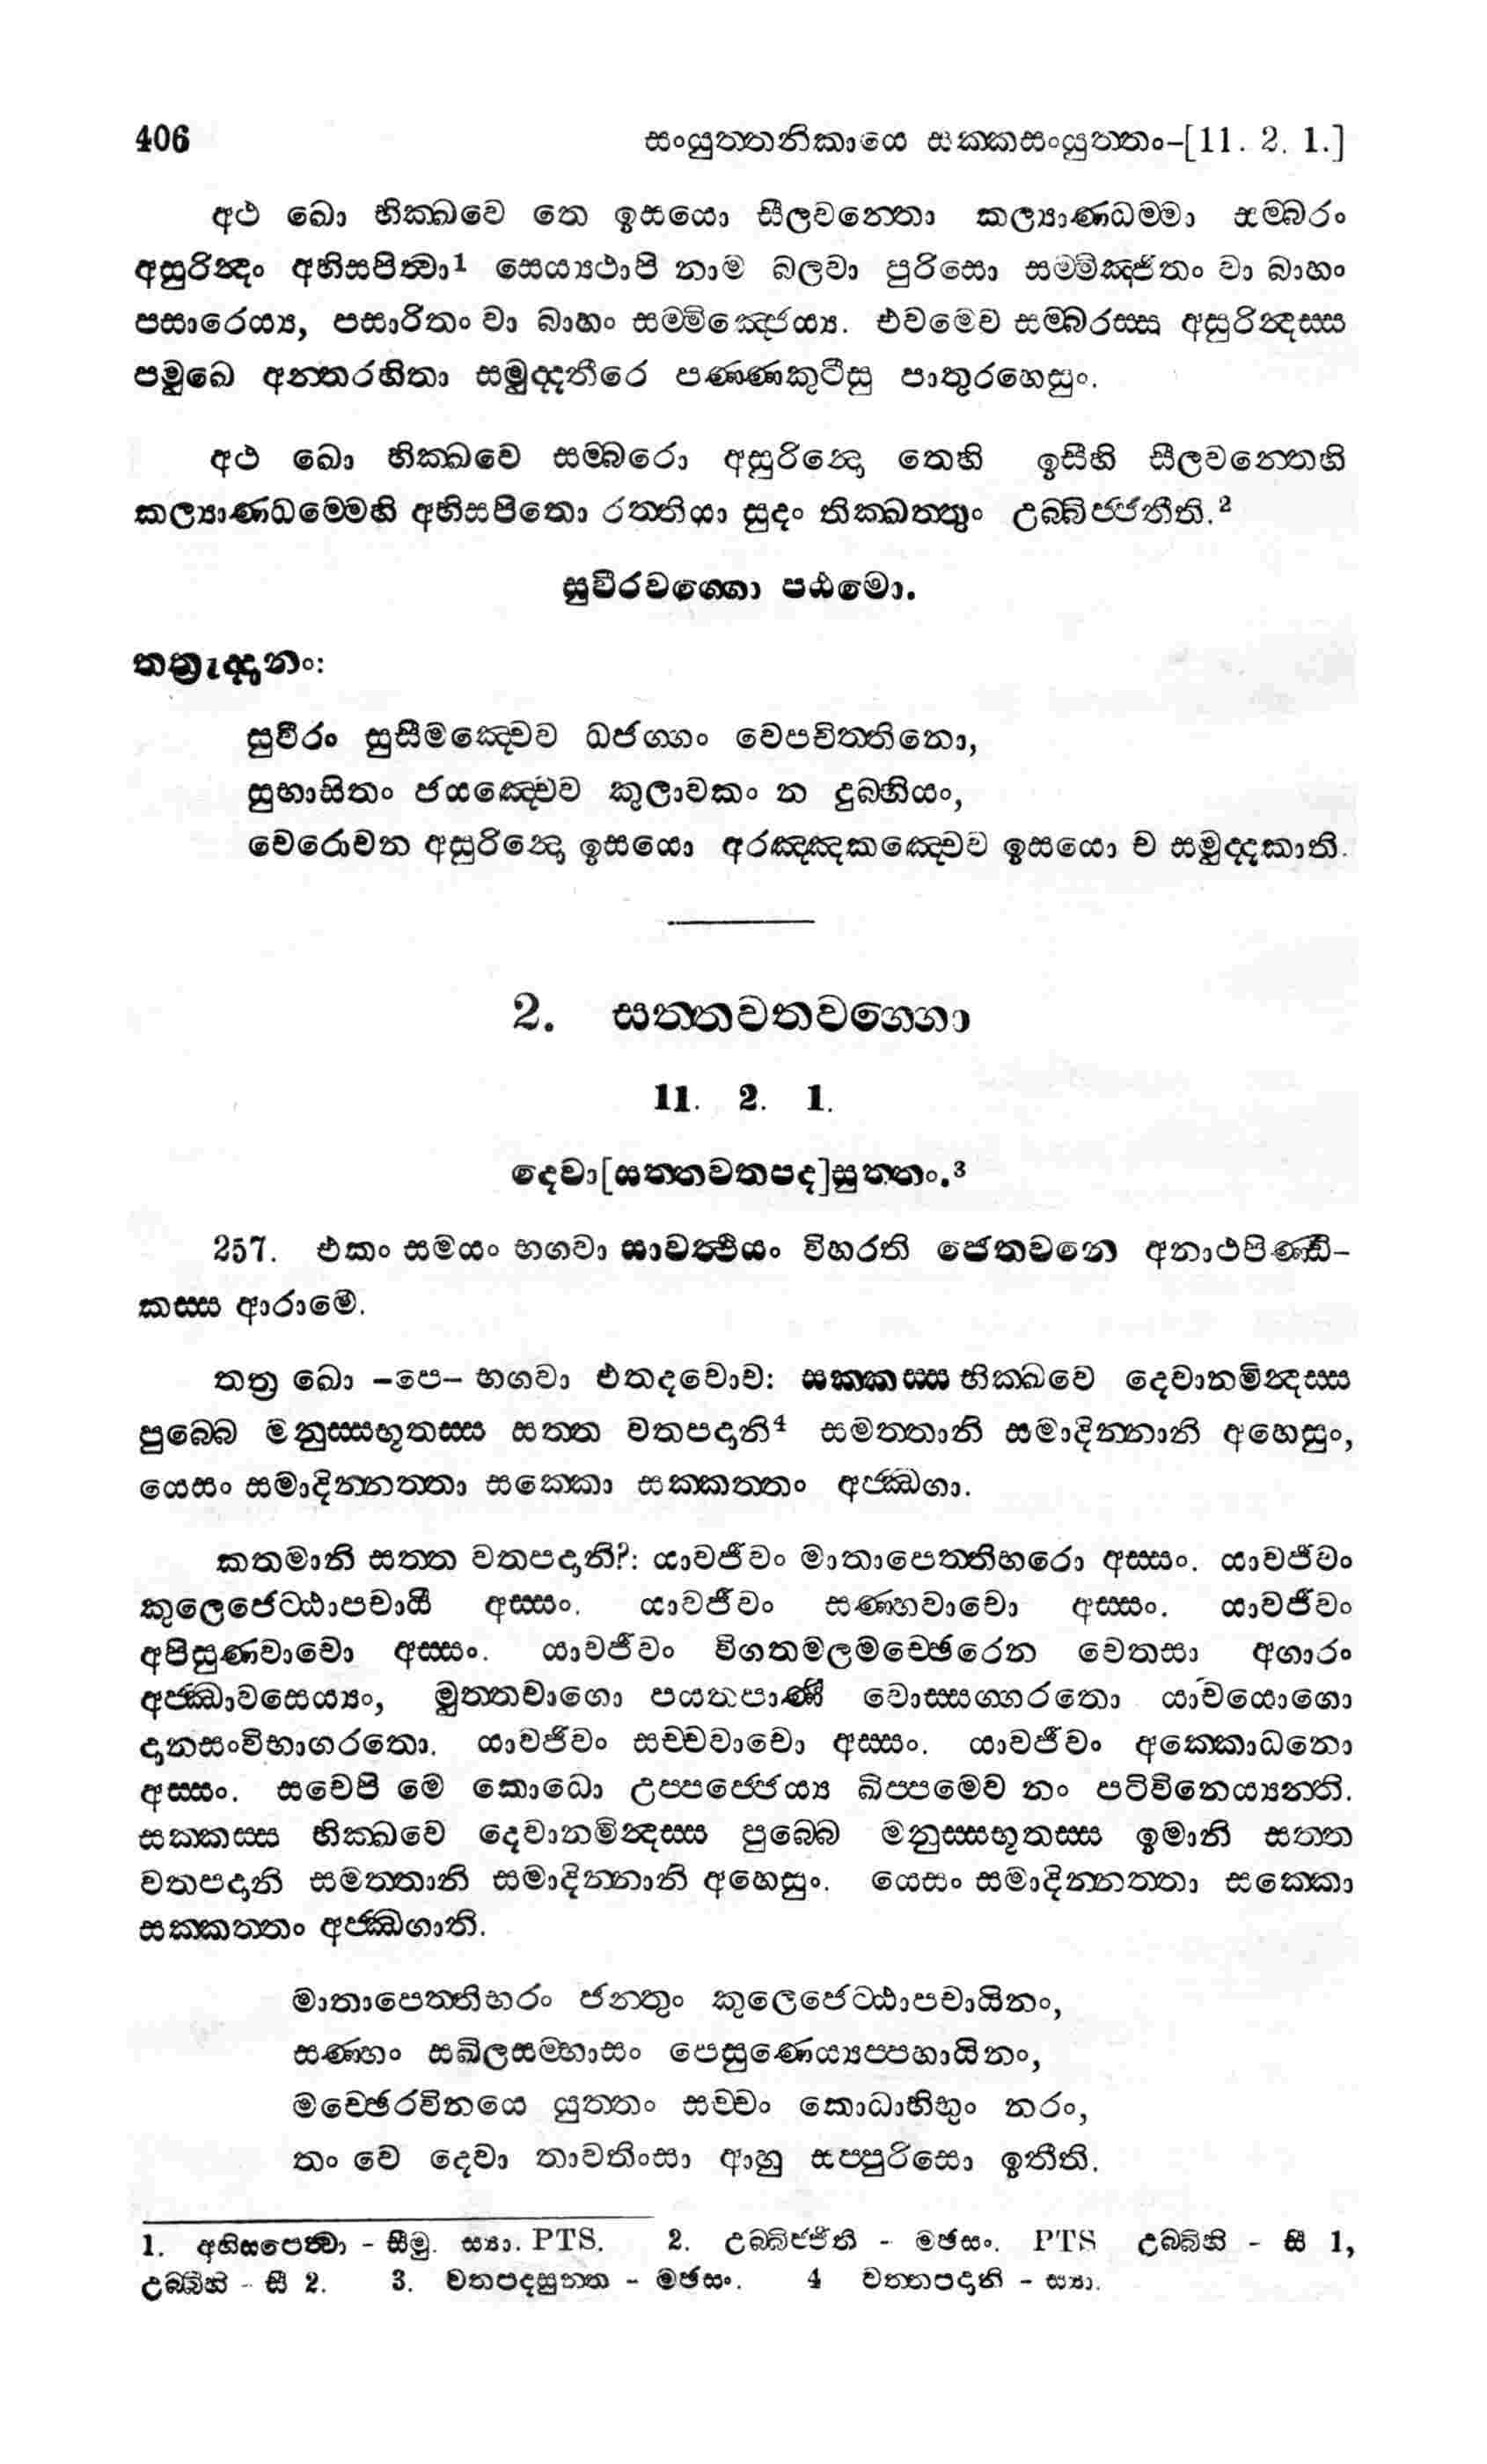 406 සංයුත්තනිකායෙ සක්කසංයුත්තං–[11. 2. 1.]
අථ ඛො භික්ඛවෙ තෙ ඉසයො සීලවන්තො කල්‍යාණධම්මා සම්බරං
අසුරින්දං අභිසපිත්වා¹ සෙය්‍යථාපි නාම බලවා පුරිසො සම්මිඤ්ජිතං වා බාහං
පසාරෙය්‍ය, පසාරිතං වා බාහං සම්මිඤ්ජෙය්‍ය. එවමෙව සම්බරස්ස අසුරින්දස්ස
පමුඛෙ අන්තරහිතා සමුද්දතීරෙ පණ්ණකුටීසු පාතුරහෙසුං.
අථ ඛො භික්ඛවෙ සම්බරො අසුරින්දො තෙහි ඉසීහි සීලවන්තෙහි
කල්‍යාණධම්මෙහි අභිසපිතො රත්තියා සුදං තික්ඛත්තුං උබ්බිජ්ජතීති.²
සුවීරවග්ගො පඨමො.
තත්‍රුද්දානං:
සුවීරං සුසීමඤ්චෙව ධජග්ගං වෙපචිත්තිනො,
සුභාසිතං ජයඤ්චෙව කුලාවකං න දුබ්භියං,
වෙරොචන අසුරින්දො ඉසයො අරඤ්ඤකඤ්චෙව ඉසයො ච සමුද්දකාති.
2. සත්තවතවග්ගො
11. 2. 1.
දෙවා[සත්තවතපද]සුත්තං.³
257. එකං සමයං භගවා සාවත්ථියං විහරති ජෙතවනෙ අනාථපිණ්ඩි–
කස්ස ආරාමෙ.
තත්‍ර ඛො –පෙ– භගවා එතදවොච: සක්කස්ස භික්ඛවෙ දෙවානමින්දස්ස
පුබ්බෙ මනුස්සභූතස්ස සත්ත වතපදානි⁴ සමත්තානි සමාදින්නානි අහෙසුං,
යෙසං සමාදින්නත්තා සක්කො සක්කත්තං අජ්ඣගා.
කතමානි සත්ත වතපදානි?: යාවජීවං මාතාපෙත්තිභරො අස්සං. යාවජීවං
කුලෙජෙට්ඨාපචායී අස්සං. යාවජීවං සණ්හවාචො අස්සං. යාවජීවං
අපිසුණවාචො අස්සං. යාවජීවං විගතමලමච්ඡෙරෙන චෙතසා අගාරං
අජ්ඣාවසෙය්‍යං, මුත්තචාගො පයතපාණී වොස්සග්ගරතො යාචයොගො
දානසංවිභාගරතො. යාවජීවං සච්චවාචො අස්සං. යාවජීවං අක්කොධනො
අස්සං. සචෙපි මෙ කොධො උප්පජ්ජෙය්‍ය ඛිප්පමෙව නං පටිවිනෙය්‍යන්ති.
සක්කස්ස භික්ඛවෙ දෙවානමින්දස්ස පුබ්බෙ මනුස්සභූතස්ස ඉමානි සත්ත
වතපදානි සමත්තානි සමාදින්නානි අහෙසුං. යෙසං සමාදින්නත්තා සක්කො
සක්කත්තං අජ්ඣගාති.
මාතාපෙත්තිභරං ජන්තුං කුලෙජෙට්ඨාපචායිනං,
සණ්හං සඛිලසම්භාසං පෙසුණෙය්‍යප්පහායිනං,
මච්ඡෙරවිනයෙ යුත්තං සච්චං කොධාභිභුං නරං,
තං වෙ දෙවා තාවතිංසා ආහු සප්පුරිසො ඉතීති.
1. අභිසපෙත්වා - සීමු. ස්‍යා. PTS. 2. උබ්බිජ්ජීති - මඡසං. PTS උබ්බිහි - සී 1,
උබ්බිහි - සී 2. 3. වතපදසුත්ත - මඡසං. 4 වත්තපදානි - ස්‍යා.